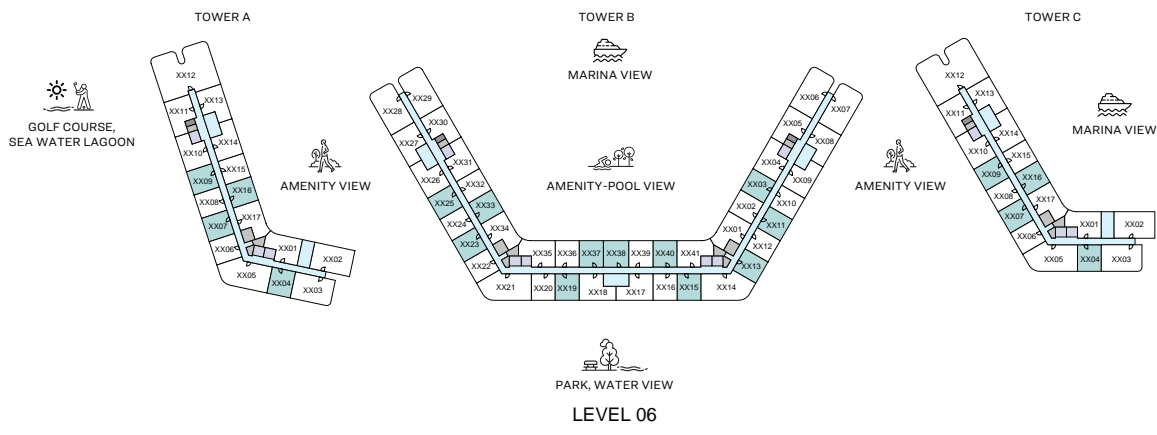 TOWER A
TOWER B
TOWER C
MARINA VIEW
MARINA VIEW
GOLF COURSE,
SEA WATER LAGOON
AMENITY VIEW
AMENITY-POOL VIEW
AMENITY VIEW
XX12
XX13
XX11
XX14
XX10
XX15
XX09
XX16
XX08
XX07
XX17
XX06
XX01
XX02
XX05
XX04
XX03
XX29
XX28
XX30
XX27
XX31
XX26
XX32
XX25
XX33
XX24
XX34
XX23
XX22
XX35
XX36
XX37
XX38
XX39
XX40
XX41
XX21
XX20
XX19
XX18
XX17
XX16
XX15
XX14
XX06
XX07
XX05
XX08
XX04
XX09
XX03
XX10
XX02
XX11
XX01
XX12
XX13
XX12
XX13
XX11
XX14
XX10
XX15
XX09
XX16
XX08
XX17
XX07
XX06
XX01
XX02
XX05
XX04
XX03
PARK, WATER VIEW
LEVEL 06